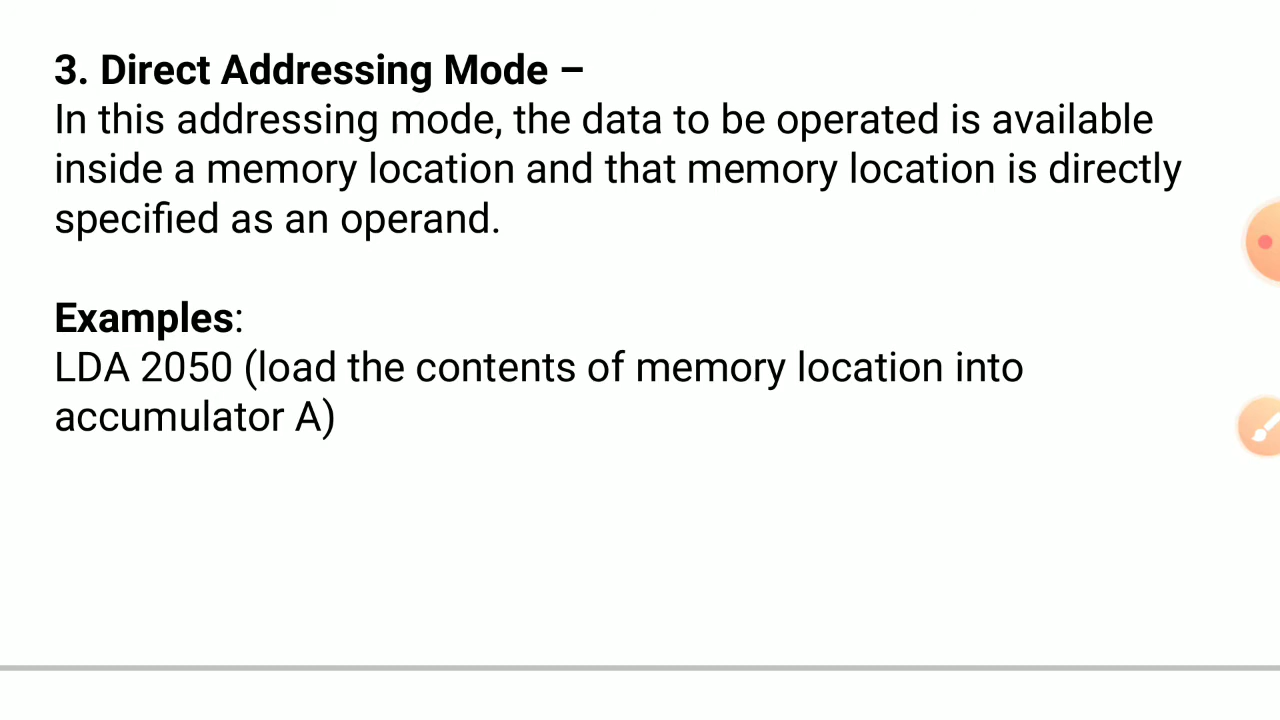 3. Direct Addressing Mode –
In this addressing mode, the data to be operated is available
inside a memory location and that memory location is directly
specified as an operand.
Examples:
LDA 2050 (load the contents of memory location into
accumulator A)